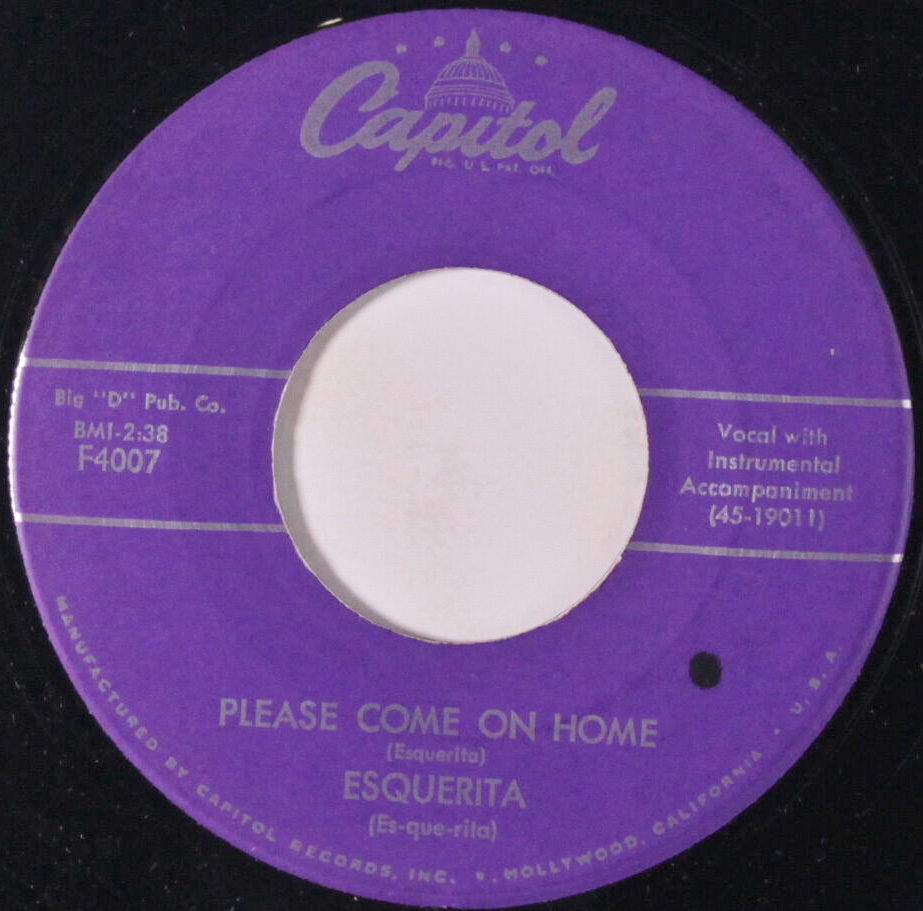 Capitol
REG. U.S. PAT. OFF.
Big "D" Pub. Co.
BMI-2:38
F4007
Vocal with
Instrumental
Accompaniment
(45-19011)
PLEASE COME ON HOME
(Esquerita)
ESQUERITA
(Es-que-rita)
MANUFACTURED BY CAPITOL RECORDS, INC. • HOLLYWOOD, CALIFORNIA • U. S. A.